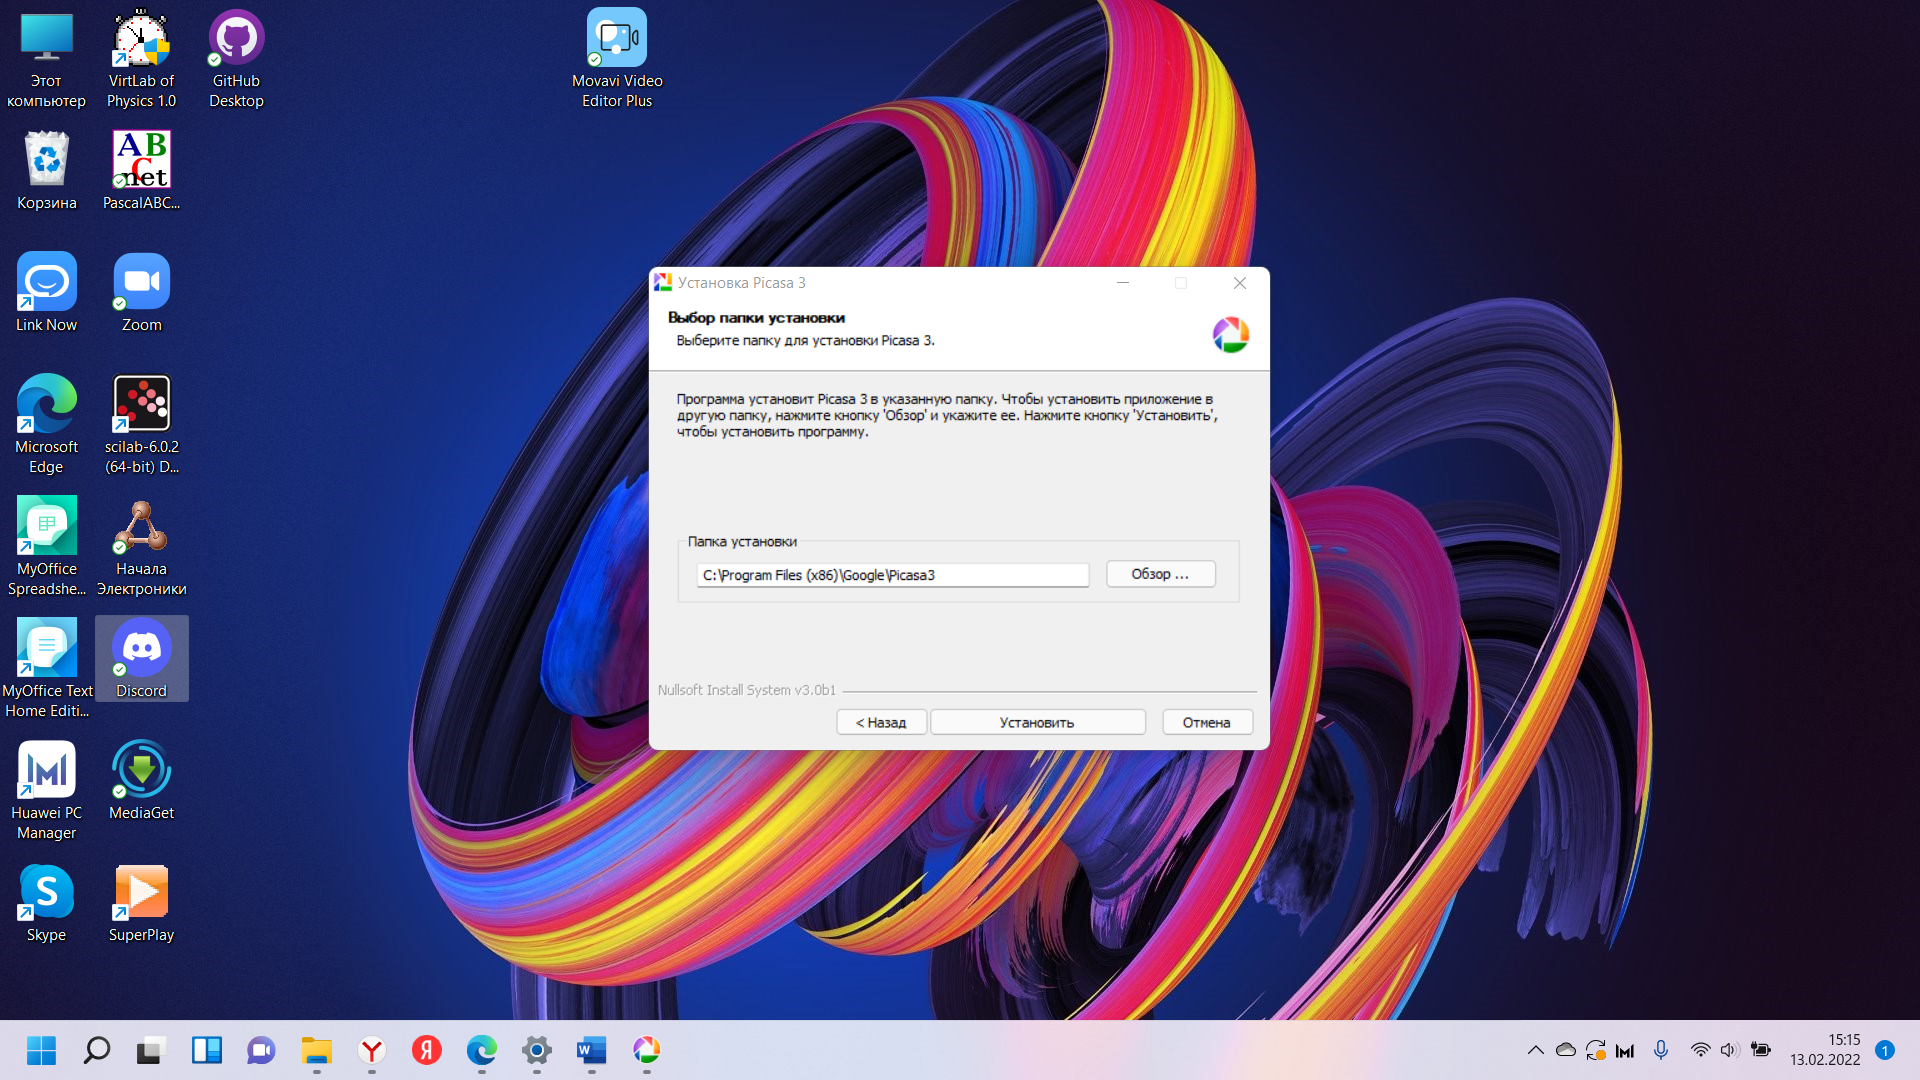 Этот
компьютер
VirtLab of
Physics 1.0
GitHub
Desktop
Movavi Video
Editor Plus
Корзина
A B
C
net
PascalABC...
Link Now
Zoom
Microsoft
Edge
scilab-6.0.2
(64-bit) D...
MyOffice
Spreadshe...
Начала
Электроники
MyOffice Text
Home Editi...
Discord
Huawei PC
Manager
MediaGet
S
Skype
SuperPlay
Установка Picasa 3
Выбор папки установки
Выберите папку для установки Picasa 3.
Программа установит Picasa 3 в указанную папку. Чтобы установить приложение в
другую папку, нажмите кнопку 'Обзор' и укажите ее. Нажмите кнопку 'Установить',
чтобы установить программу.
Папка установки
C:\Program Files (x86)\Google\Picasa3
Обзор ...
Nullsoft Install System v3.0b1
< Назад
Установить
Отмена
Y
Я
W
15:15
13.02.2022
1